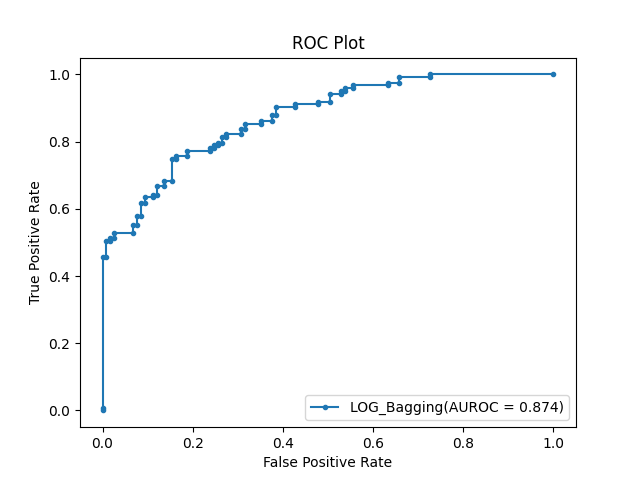 ROC Plot
1.0
0.8
0.6
0.4
0.2
0.0
True Positive Rate
0.0 0.2 0.4 0.6 0.8 1.0
False Positive Rate
LOG_Bagging(AUROC = 0.874)